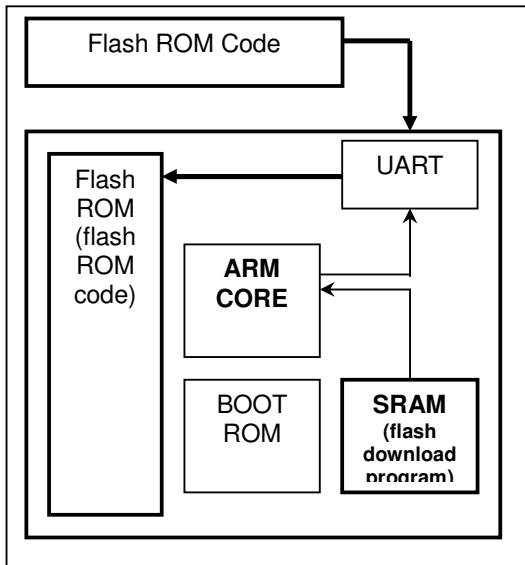 Flash ROM Code
UART
Flash
ROM
(flash
ROM
code)
ARM
CORE
BOOT
ROM
SRAM
(flash
download
program)